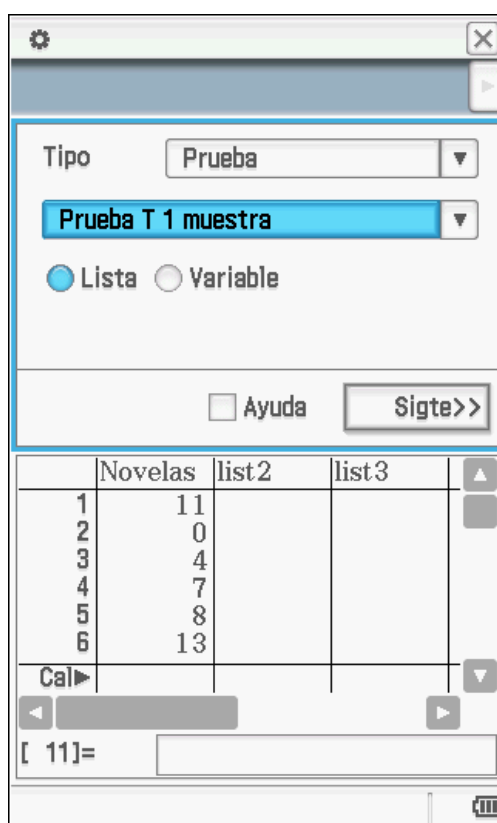 Tipo Prueba
Prueba T 1 muestra
Lista Variable
Ayuda Sigte>>
Novelas list2 list3
1 11
2 0
3 4
4 7
5 8
6 13
Cal▶
[ 11]=